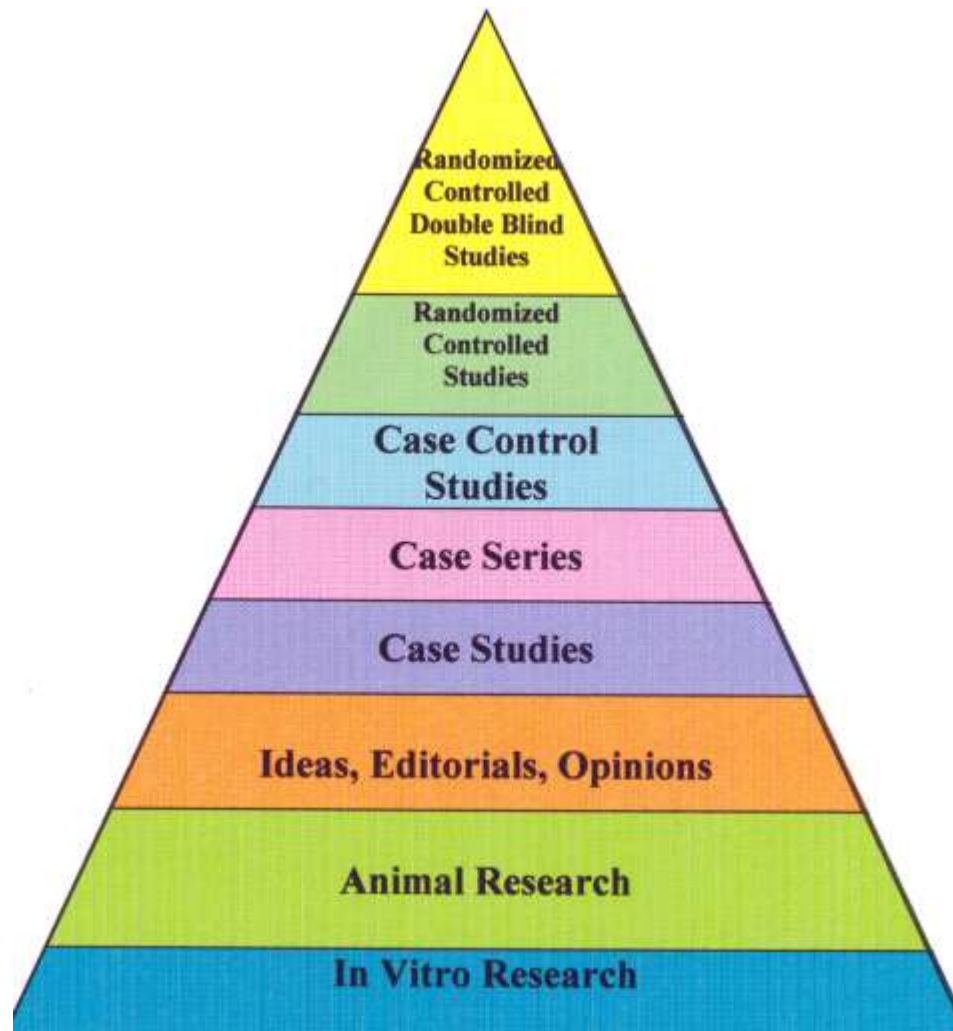 Randomized
Controlled
Double Blind
Studies
Randomized
Controlled
Studies
Case Control
Studies
Case Series
Case Studies
Ideas, Editorials, Opinions
Animal Research
In Vitro Research